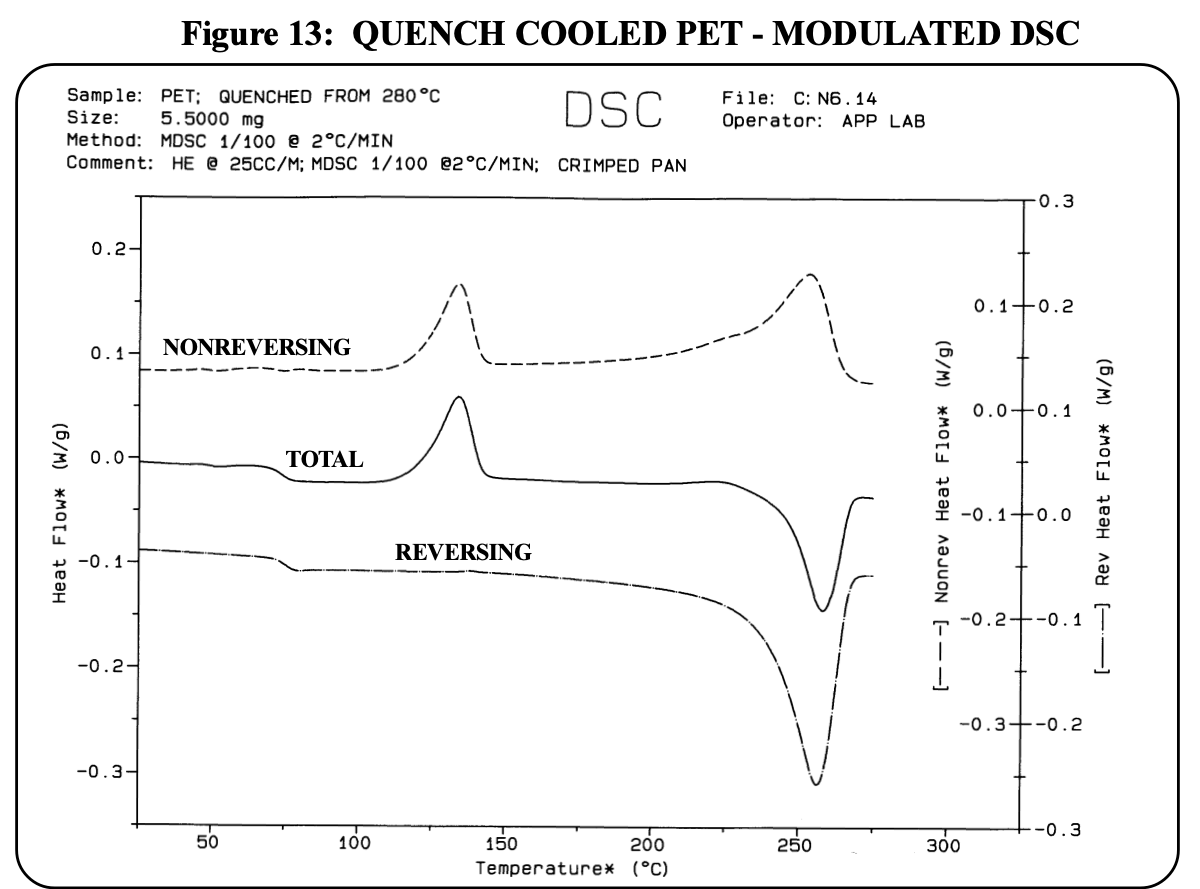 Figure 13: QUENCH COOLED PET - MODULATED DSC
Sample: PET; QUENCHED FROM 280°C
Size: 5.5000 mg
Method: MDSC 1/100 @ 2°C/MIN
Comment: HE @ 25CC/M; MDSC 1/100 @2°C/MIN; CRIMPED PAN
DSC
File: C: N6.14
Operator: APP LAB
0.2
0.1
0.0
-0.1
-0.2
-0.3
Heat Flow* (W/g)
NONREVERSING
TOTAL
REVERSING
0.1
0.0
-0.1
-0.2
-0.3
[— — —] Nonrev Heat Flow* (W/g)
0.3
0.2
0.1
0.0
-0.1
-0.2
-0.3
[—·—·—] Rev Heat Flow* (W/g)
50 100 150 200 250 300
Temperature* (°C)